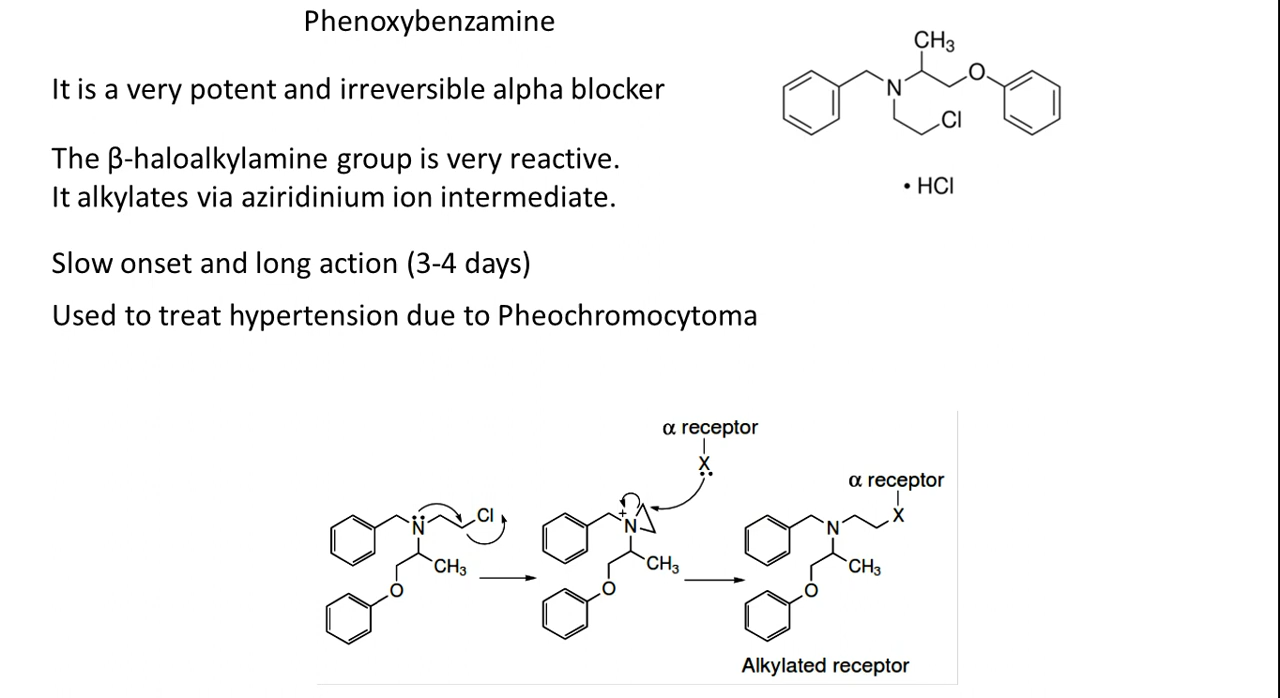 Phenoxybenzamine
It is a very potent and irreversible alpha blocker
The β-haloalkylamine group is very reactive.
It alkylates via aziridinium ion intermediate.
Slow onset and long action (3-4 days)
Used to treat hypertension due to Pheochromocytoma
CH3
O
N
Cl
• HCl
α receptor
X
α receptor
X
Cl
N
CH3
O
+
N
CH3
O
N
CH3
O
Alkylated receptor